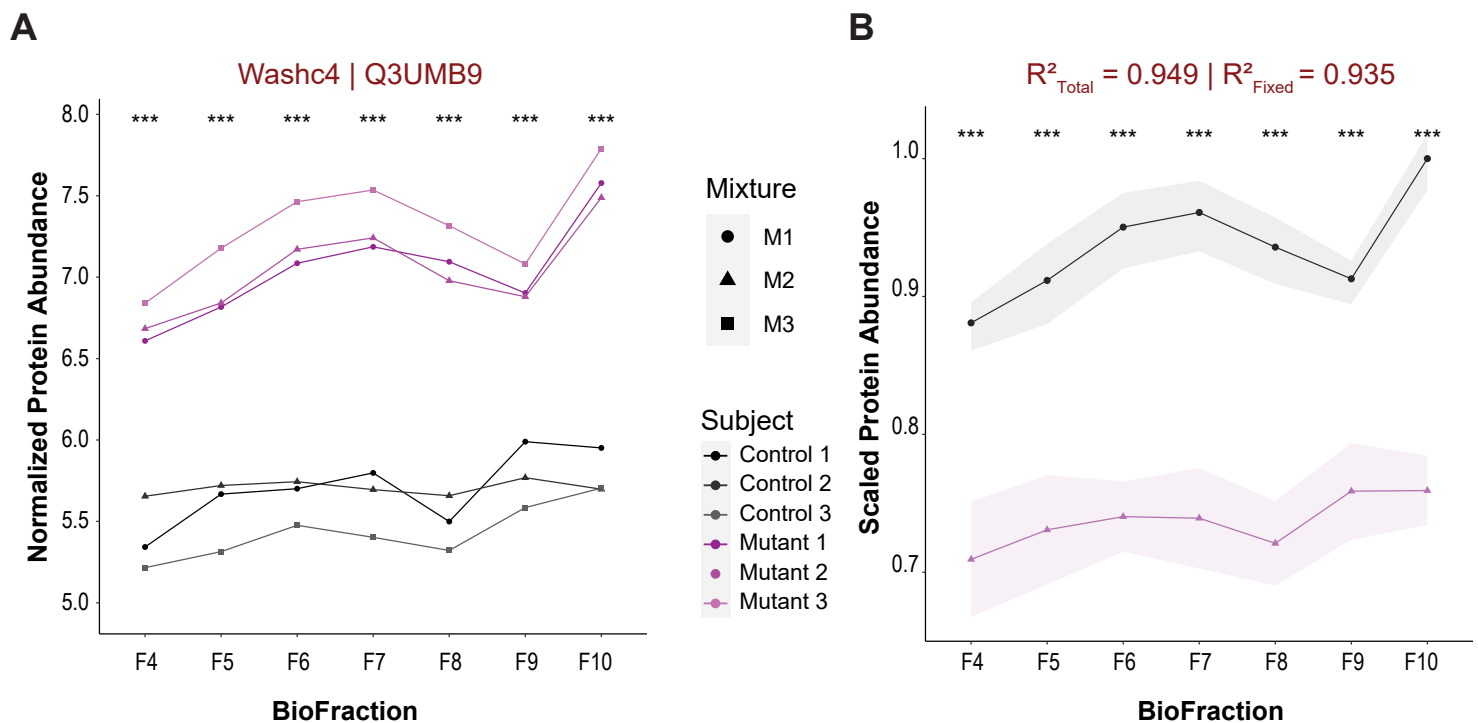 A
Washc4 | Q3UMB9
Normalized Protein Abundance
8.0
7.5
7.0
6.5
6.0
5.5
5.0
*** *** *** *** *** *** ***
F4 F5 F6 F7 F8 F9 F10
BioFraction
Mixture
M1
M2
M3
Subject
Control 1
Control 2
Control 3
Mutant 1
Mutant 2
Mutant 3
B
R²Total = 0.949 | R²Fixed = 0.935
Scaled Protein Abundance
1.0
0.9
0.8
0.7
*** *** *** *** *** *** ***
F4 F5 F6 F7 F8 F9 F10
BioFraction